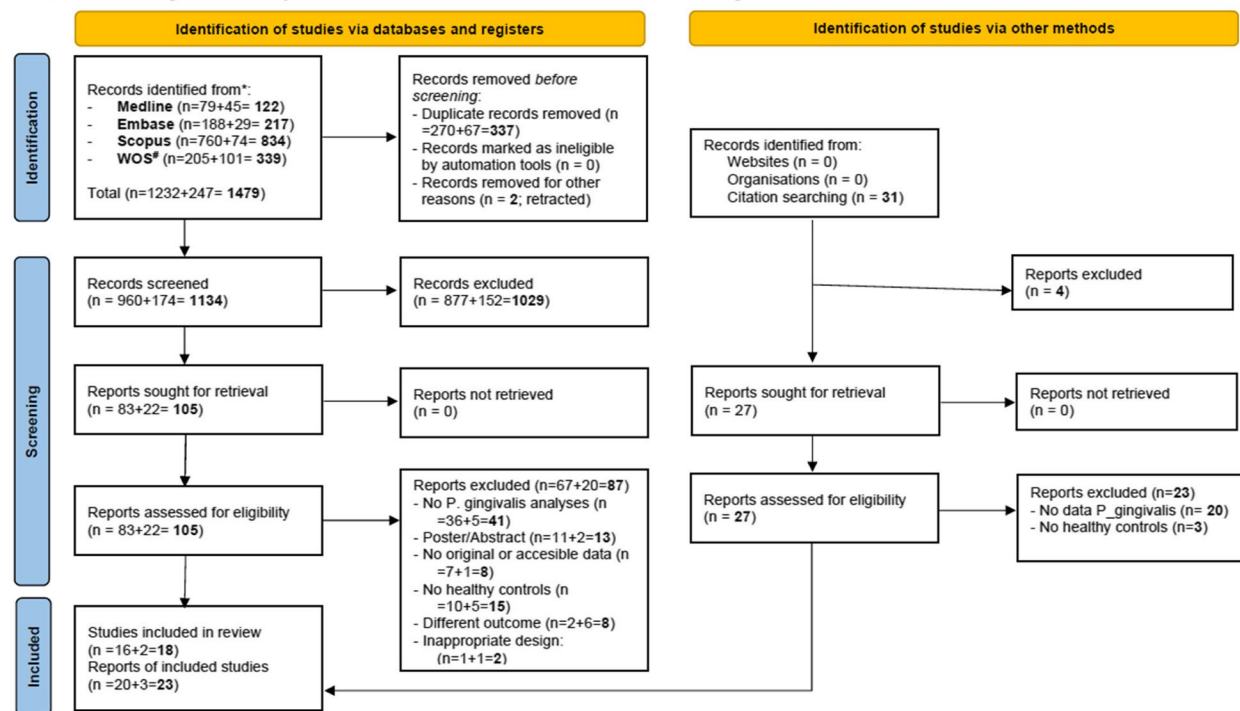 Identification of studies via databases and registers
Identification of studies via other methods
Identification
Records identified from*:
- Medline (n=79+45= 122)
- Embase (n=188+29= 217)
- Scopus (n=760+74= 834)
- WOS# (n=205+101= 339)
Total (n=1232+247= 1479)
Records removed before
screening:
- Duplicate records removed (n
=270+67=337)
- Records marked as ineligible
by automation tools (n = 0)
- Records removed for other
reasons (n = 2; retracted)
Records identified from:
Websites (n = 0)
Organisations (n = 0)
Citation searching (n = 31)
Screening
Records screened
(n = 960+174= 1134)
Records excluded
(n = 877+152=1029)
Reports excluded
(n = 4)
Reports sought for retrieval
(n = 83+22= 105)
Reports not retrieved
(n = 0)
Reports sought for retrieval
(n = 27)
Reports not retrieved
(n = 0)
Reports assessed for eligibility
(n = 83+22= 105)
Reports excluded (n=67+20=87)
- No P. gingivalis analyses (n
=36+5=41)
- Poster/Abstract (n=11+2=13)
- No original or accesible data (n
=7+1=8)
- No healthy controls (n
=10+5=15)
- Different outcome (n=2+6=8)
- Inappropriate design:
(n=1+1=2)
Reports assessed for eligibility
(n = 27)
Reports excluded (n=23)
- No data P_gingivalis (n= 20)
- No healthy controls (n=3)
Included
Studies included in review
(n =16+2=18)
Reports of included studies
(n =20+3=23)